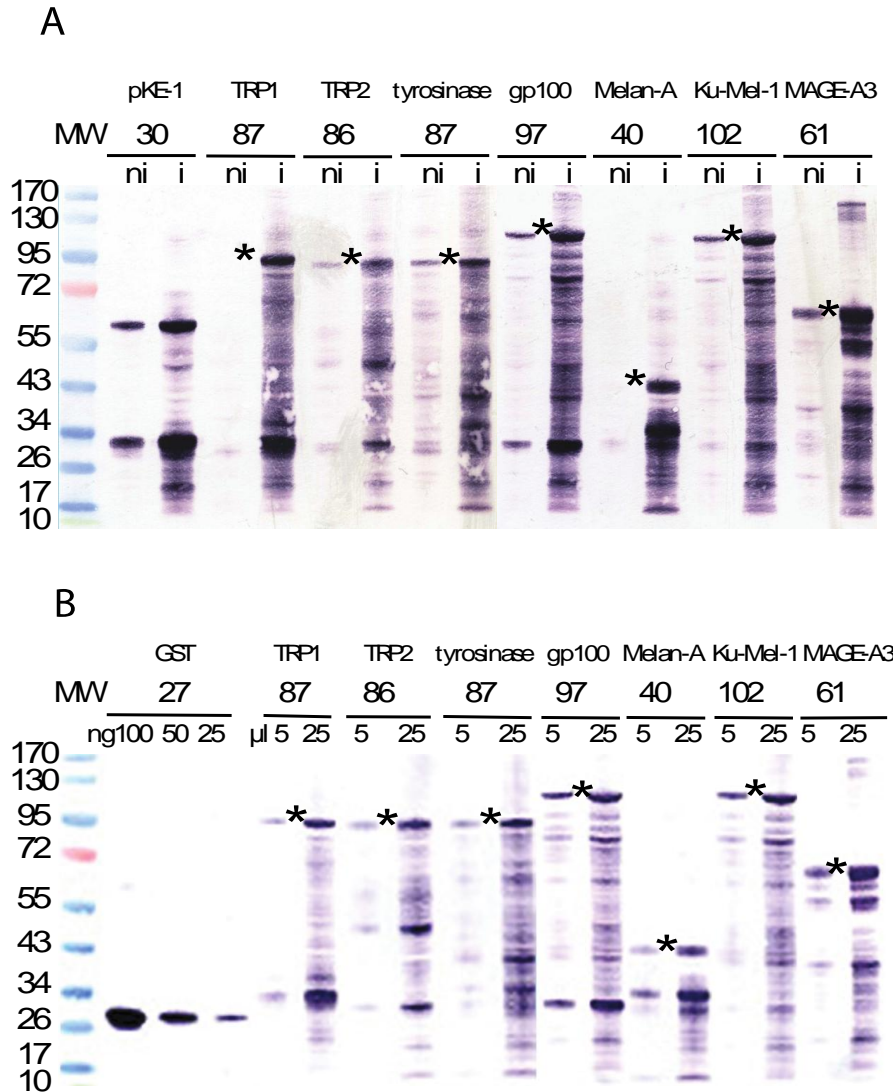 A
pKE-1 TRP1 TRP2 tyrosinase gp100 Melan-A Ku-Mel-1 MAGE-A3
MW 30 87 86 87 97 40 102 61
ni i ni i ni i ni i ni i ni i ni i ni i
170
130
95
72
55
43
34
26
17
10
* * * * * * *
B
GST TRP1 TRP2 tyrosinase gp100 Melan-A Ku-Mel-1 MAGE-A3
MW 27 87 86 87 97 40 102 61
ng100 50 25 µl 5 25 5 25 5 25 5 25 5 25 5 25 5 25
170
130
95
72
55
43
34
26
17
10
* * * * * * *